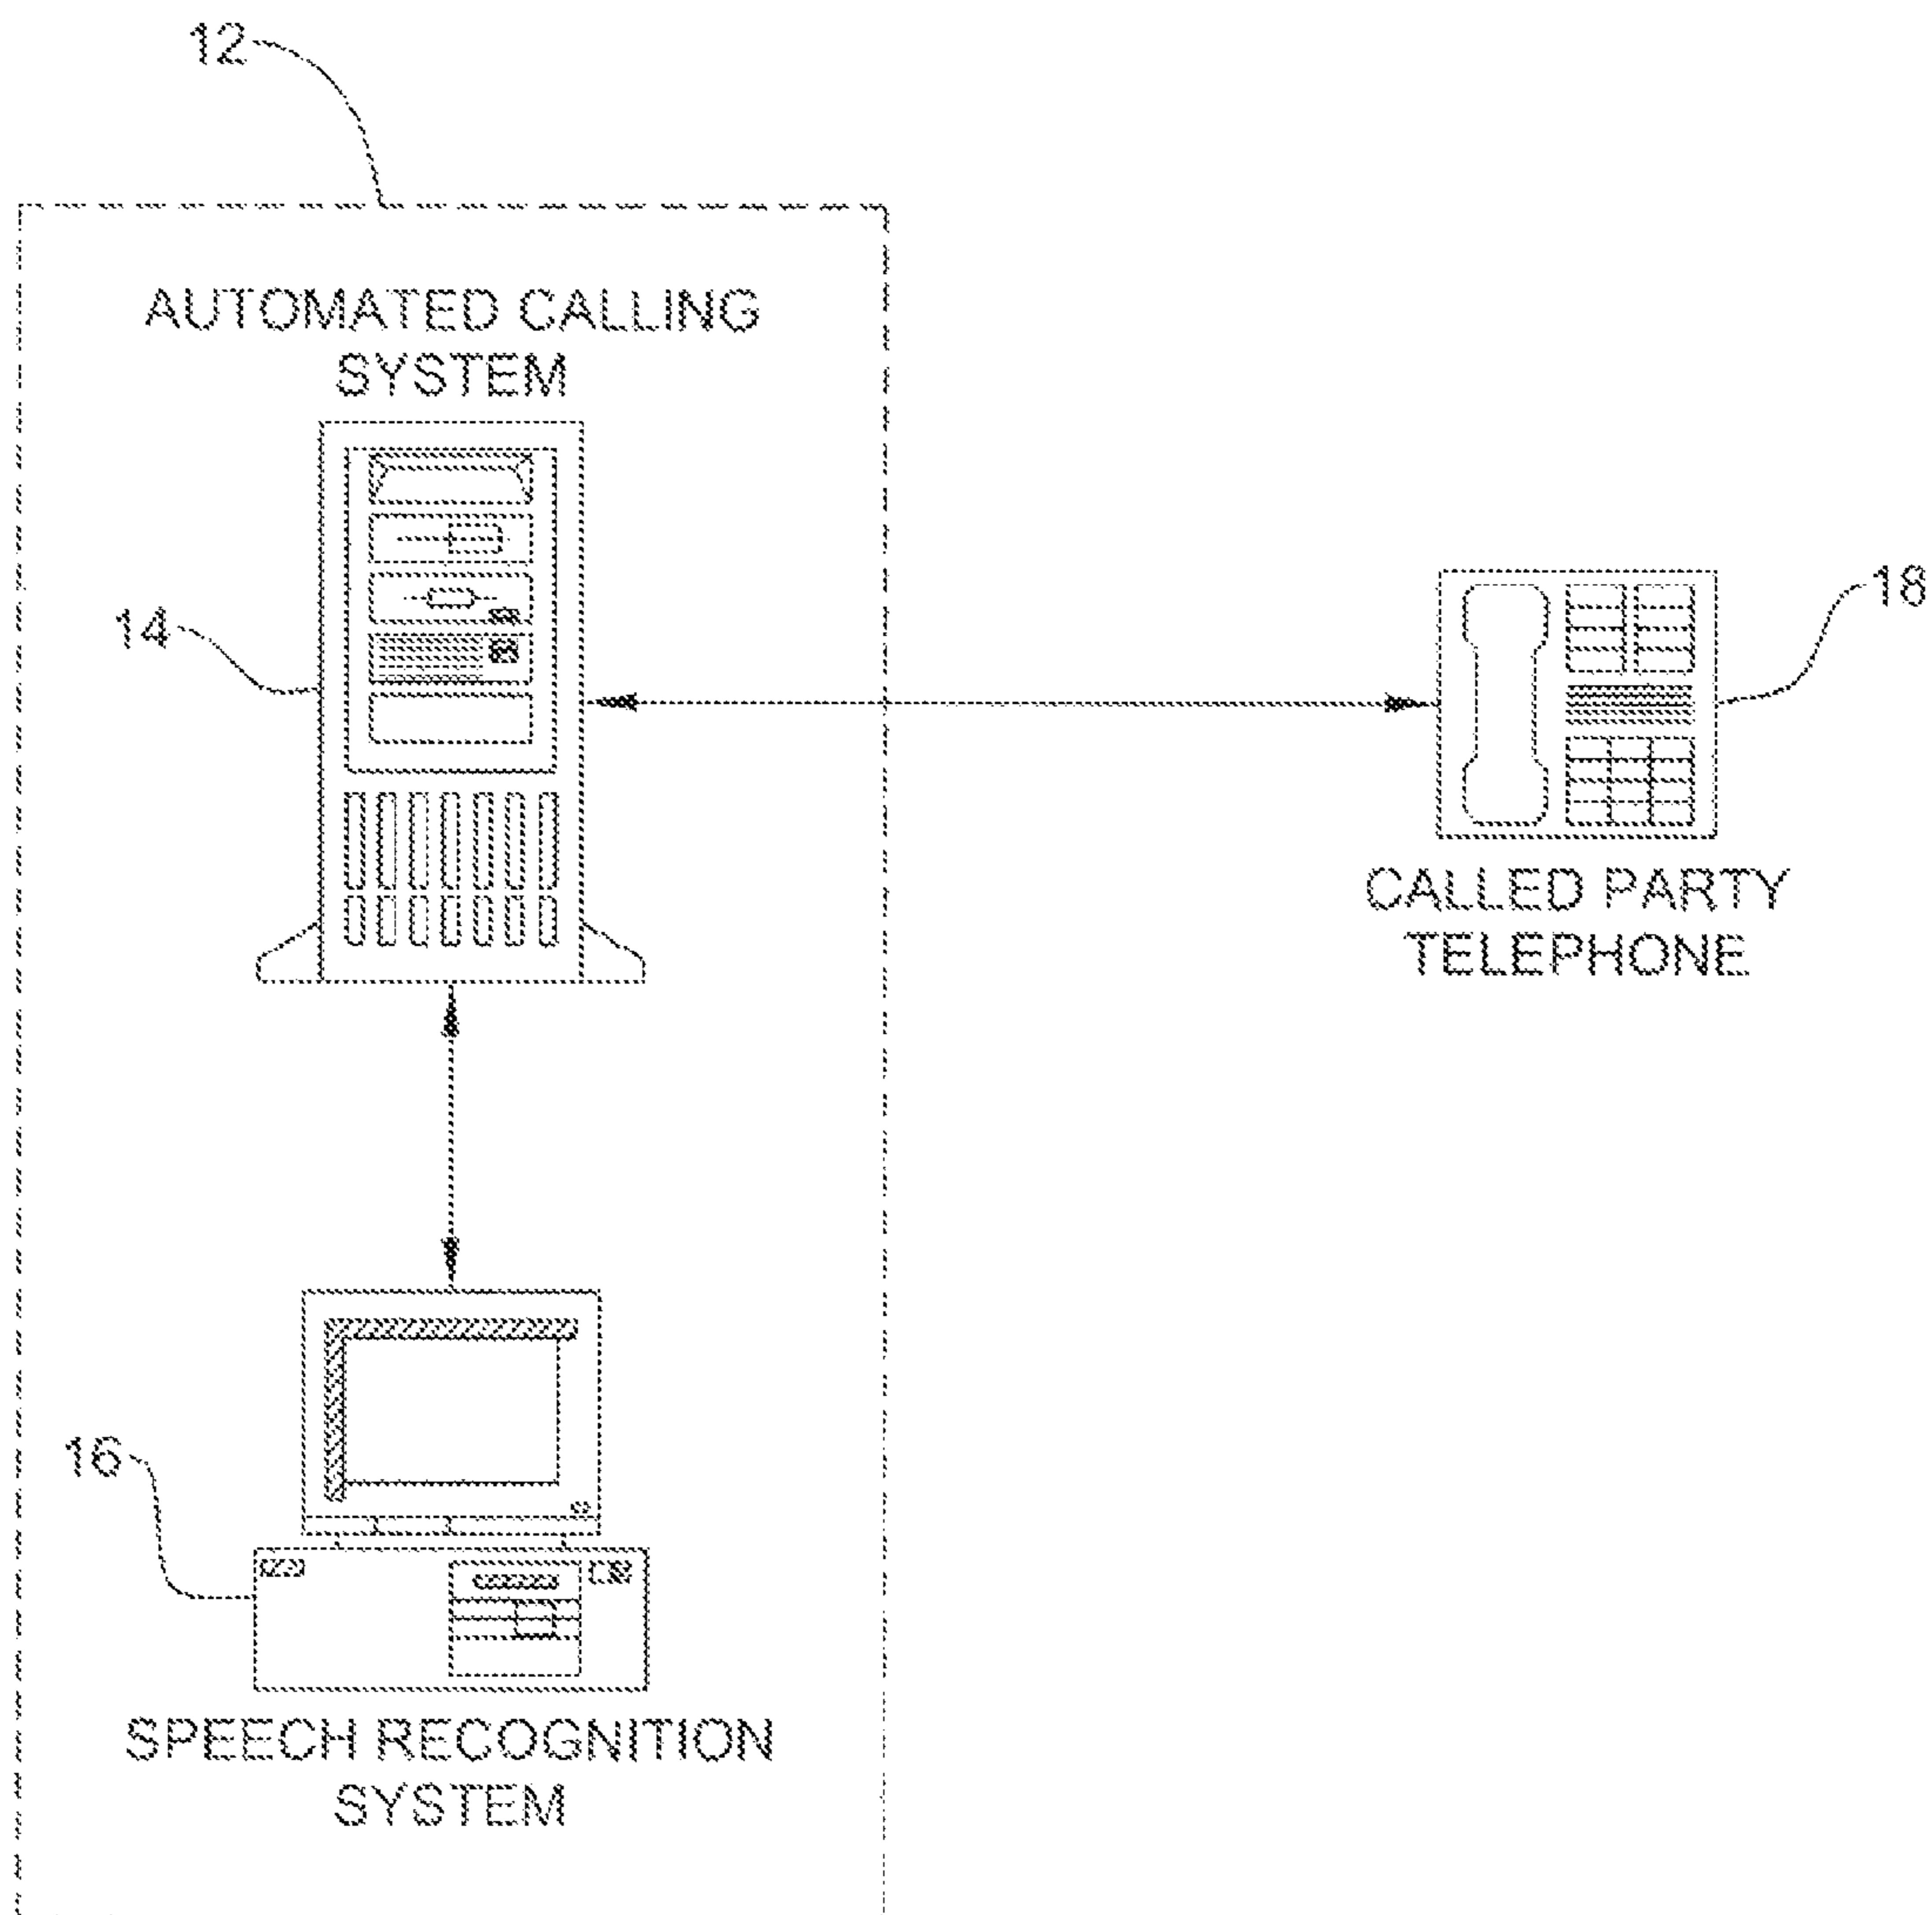 12
AUTOMATED CALLING
SYSTEM
14
18
CALLED PARTY
TELEPHONE
16
SPEECH RECOGNITION
SYSTEM